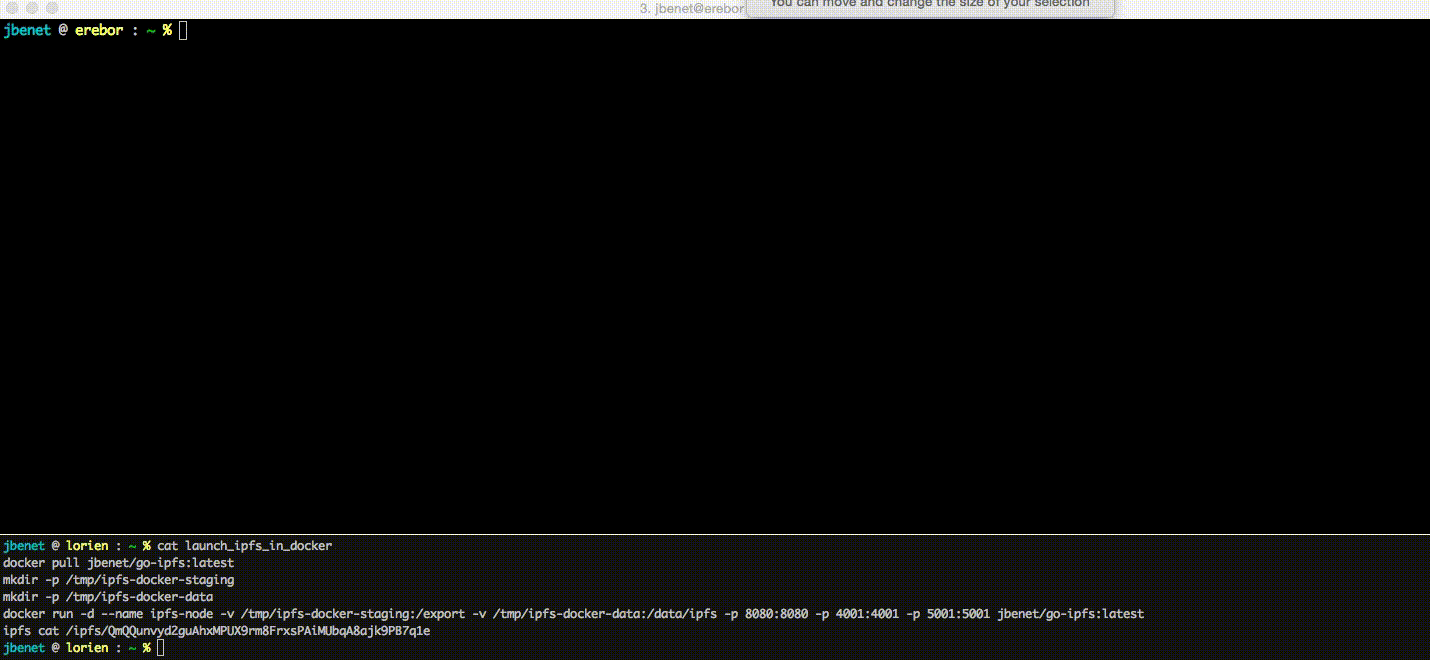 3. jbenet@erebor
You can move and change the size of your selection
jbenet @ erebor : ~ %
jbenet @ lorien : ~ % cat launch_ipfs_in_docker
docker pull jbenet/go-ipfs:latest
mkdir -p /tmp/ipfs-docker-staging
mkdir -p /tmp/ipfs-docker-data
docker run -d --name ipfs-node -v /tmp/ipfs-docker-staging:/export -v /tmp/ipfs-docker-data:/data/ipfs -p 8080:8080 -p 4001:4001 -p 5001:5001 jbenet/go-ipfs:latest
ipfs cat /ipfs/QmQQunvyd2guAhxMPUX9rm8FrxsPAiMUbqA8ajk9PB7q1e
jbenet @ lorien : ~ %